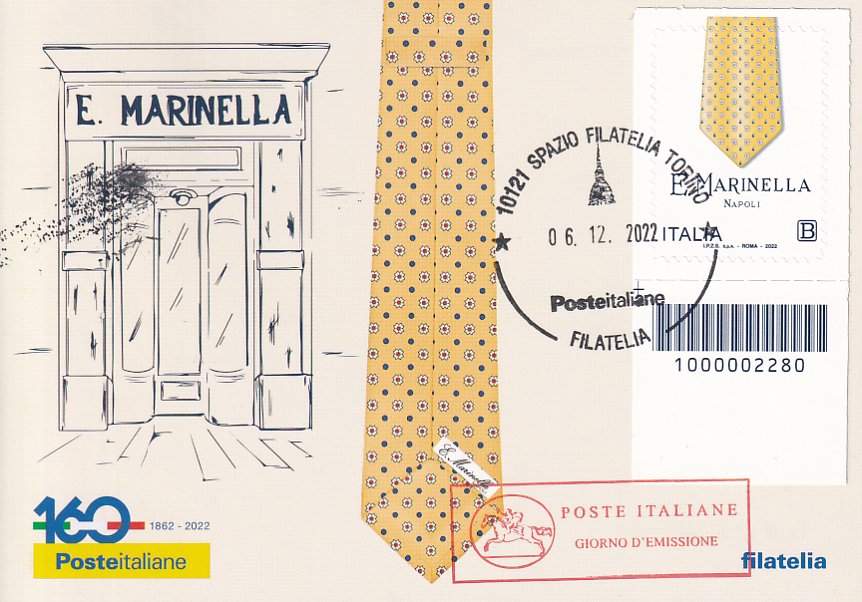 E. MARINELLA
10121 SPAZIO FILATELIA TORINO
06. 12. 2022
Posteitaliane
FILATELIA
E. MARINELLA
NAPOLI
ITALIA
B
I.P.Z.S. S.p.A. - ROMA - 2022
1000002280
E. Marinella
160
1862 - 2022
Posteitaliane
POSTE ITALIANE
GIORNO D'EMISSIONE
filatelia